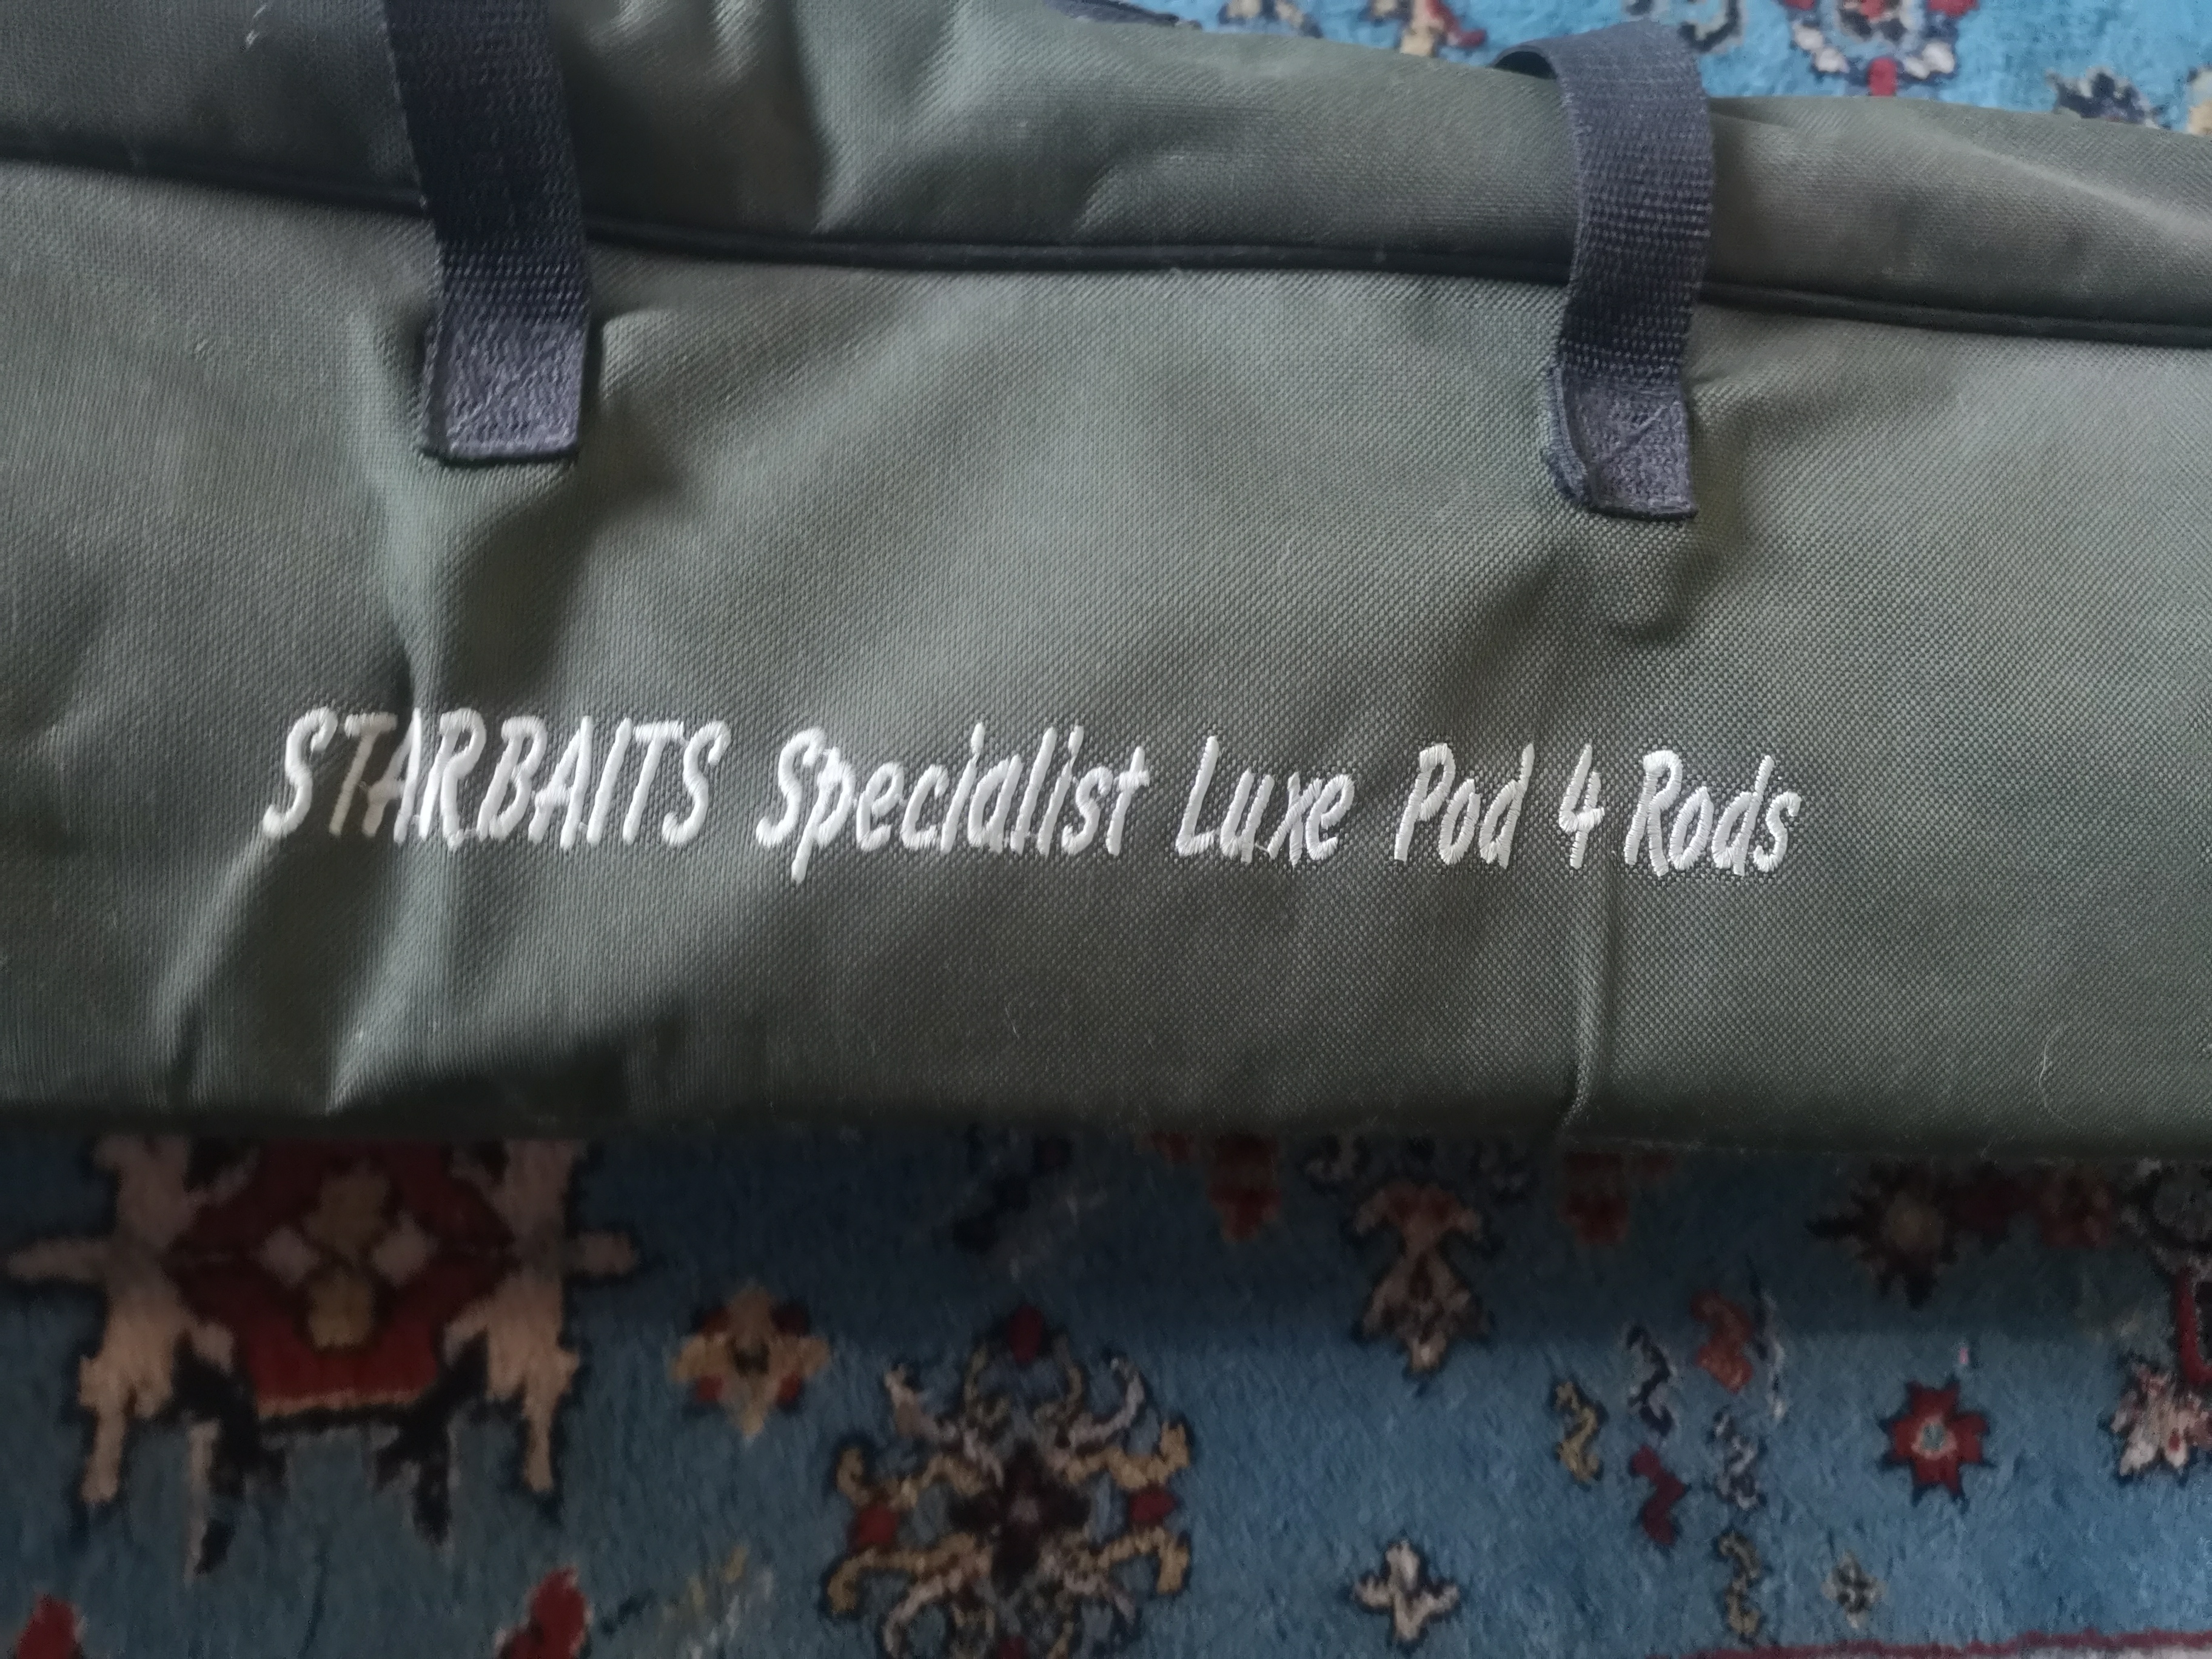 STARBAITS Specialist Luxe Pod 4 Rods